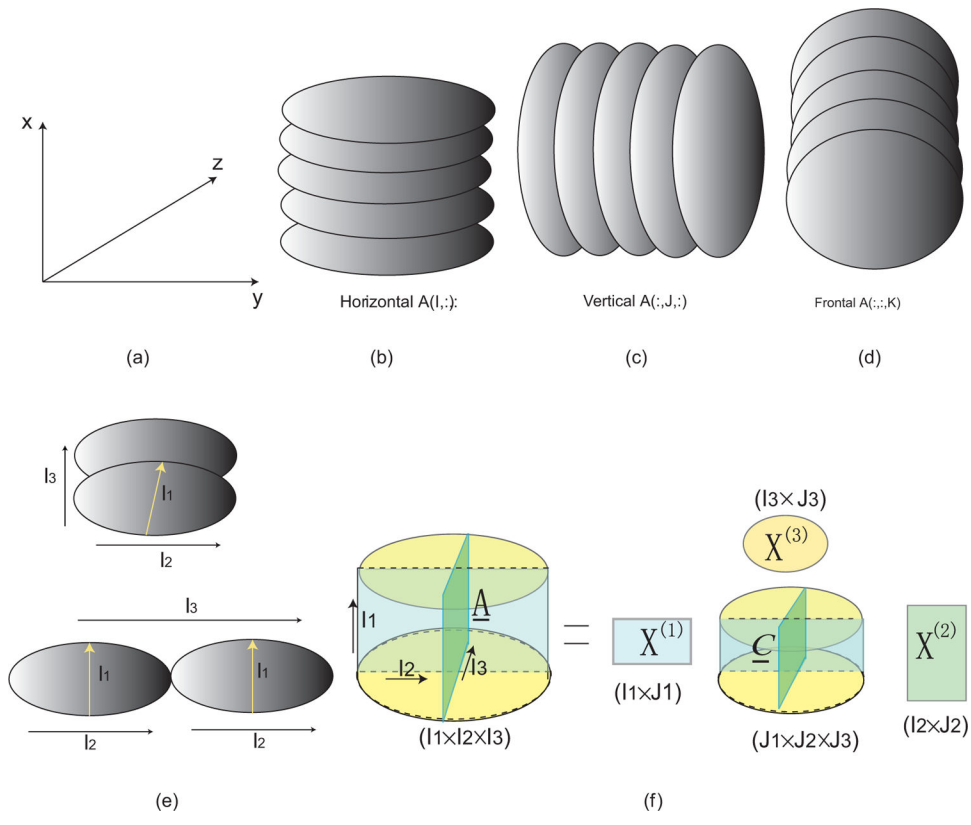 x
z
y
Horizontal A(I,:):
Vertical A(:,J,:)
Frontal A(:,:,K)
(a)
(b)
(c)
(d)
I3
I1
I2
I3
I1
I1
I2
I2
(e)
I1
A
I2
I3
(I1×I2×I3)
=
X(1)
(I1×J1)
(I3×J3)
X(3)
C
(J1×J2×J3)
X(2)
(I2×J2)
(f)